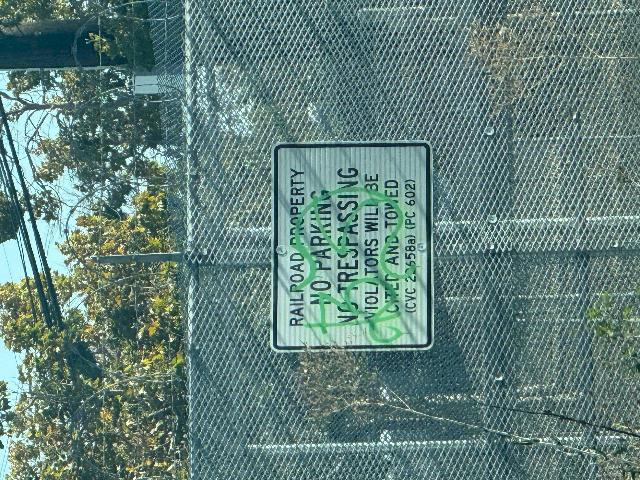 RAILROAD PROPERTY
NO PARKING
NO TRESPASSING
VIOLATORS WILL BE
CITED AND TOWED
(CVC 22658a) (PC 602)